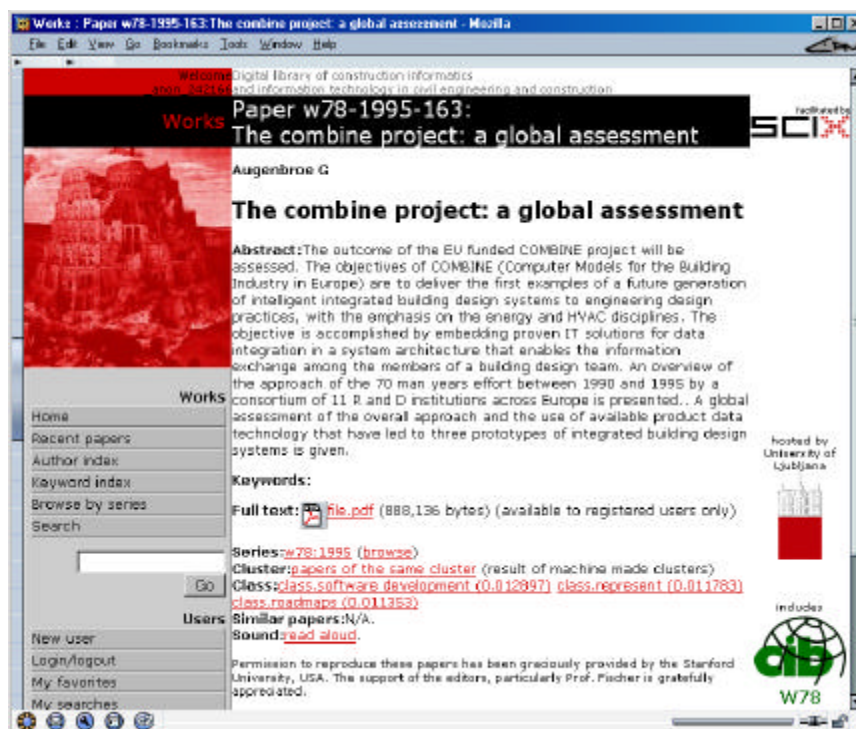 Works : Paper w78-1995-163:The combine project: a global assessment - Mozilla
File Edit View Go Bookmarks Tools Window Help
Welcome
anon_242166
Digital library of construction informatics
and information technology in civil engineering and construction
Works
Paper w78-1995-163:
The combine project: a global assessment
facilitated by
SCIX
Augenbroe G
The combine project: a global assessment
Abstract:The outcome of the EU funded COMBINE project will be
assessed. The objectives of COMBINE (Computer Models for the Building
Industry in Europe) are to deliver the first examples of a future generation
of intelligent integrated building design systems to engineering design
practices, with the emphasis on the energy and HVAC disciplines. The
objective is accomplished by embedding proven IT solutions for data
integration in a system architecture that enables the information
exchange among the members of a building design team. An overview of
the approach of the 70 man years effort between 1990 and 1995 by a
consortium of 11 R and D institutions across Europe is presented.. A global
assessment of the overall approach and the use of available product data
technology that have led to three prototypes of integrated building design
systems is given.
Keywords:
Full text: file.pdf (888,136 bytes) (available to registered users only)
Series:w78:1995 (browse)
Cluster:papers of the same cluster (result of machine made clusters)
Class:class.software development (0.012897) class.represent (0.011783)
class.roadmaps (0.011353)
Similar papers:N/A.
Sound:read aloud.
Permission to reproduce these papers has been graciously provided by the Stanford
University, USA. The support of the editors, particularly Prof. Fischer is gratefully
appreciated.
Works
Home
Recent papers
Author index
Keyword index
Browse by series
Search
Go
Users
New user
Login/logout
My favorites
My searches
hosted by
University of
Ljubljana
includes
cib
W78